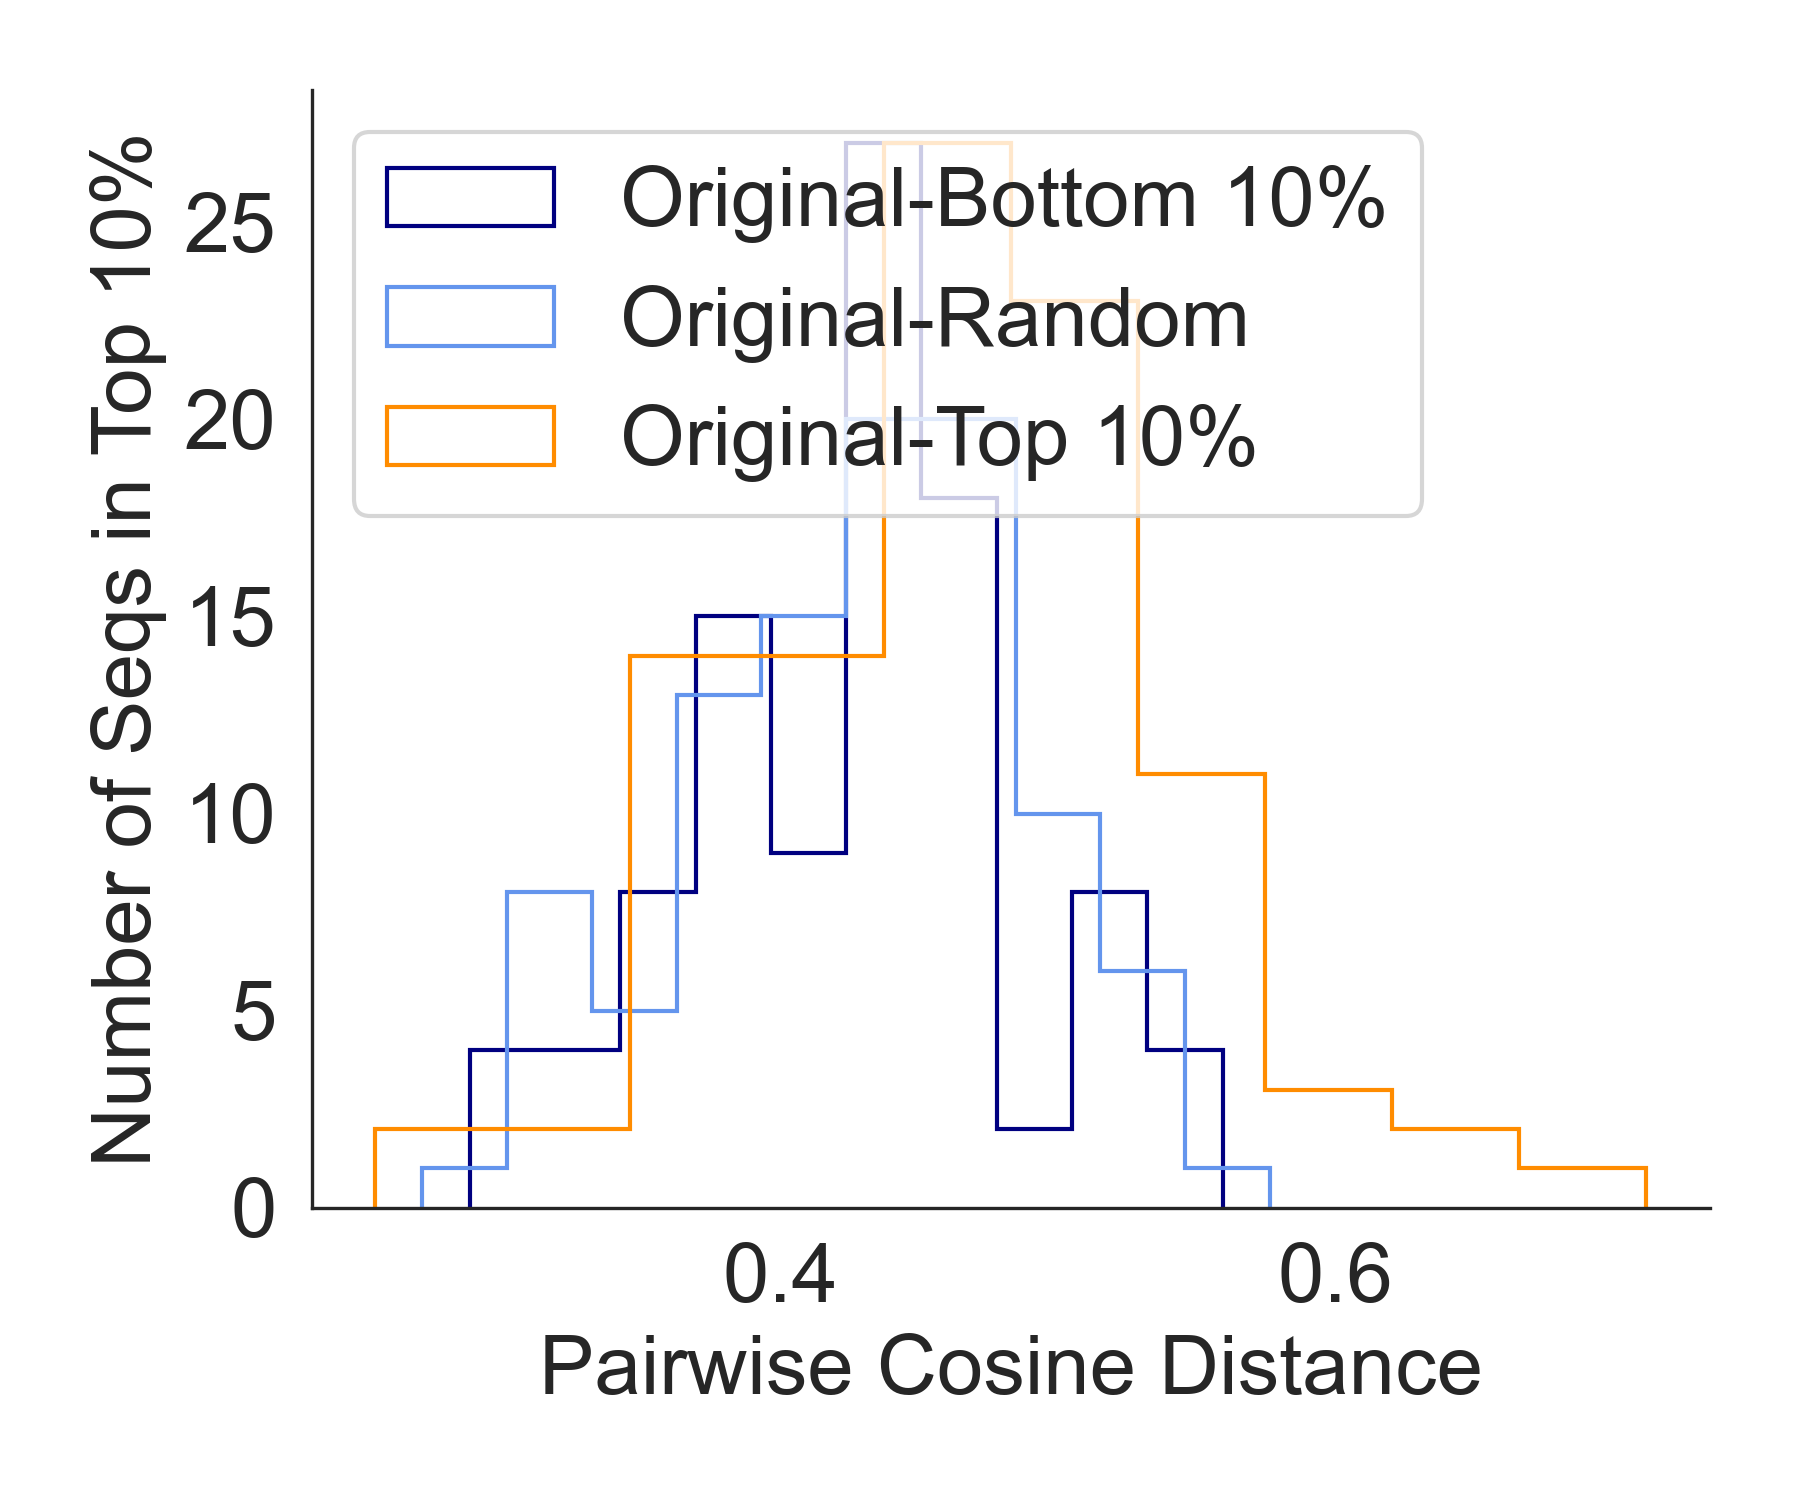 Number of Seqs in Top 10%
25
20
15
10
5
0
Original-Bottom 10%
Original-Random
Original-Top 10%
0.4
0.6
Pairwise Cosine Distance